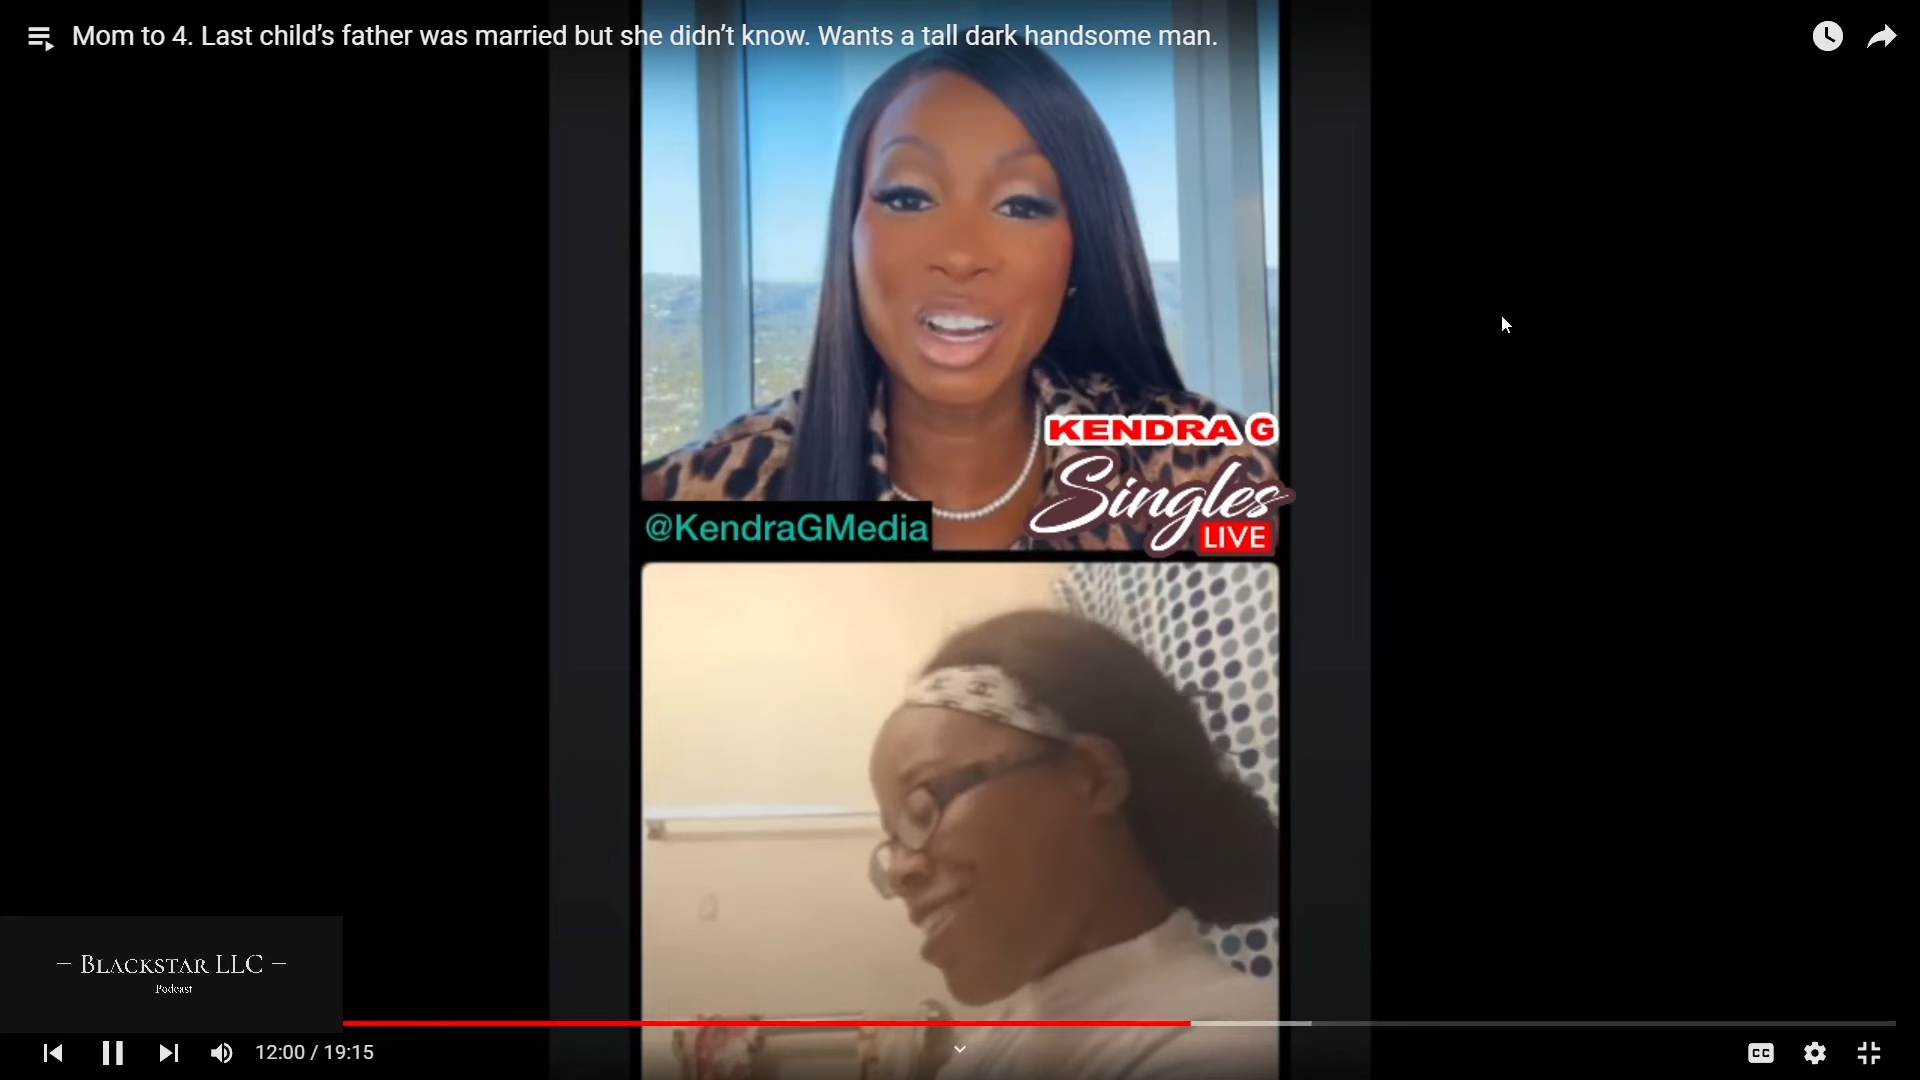 Mom to 4. Last child’s father was married but she didn’t know. Wants a tall dark handsome man.
KENDRA G
Singles
LIVE
@KendraGMedia
– BLACKSTAR LLC –
Podcast
12:00 / 19:15
CC